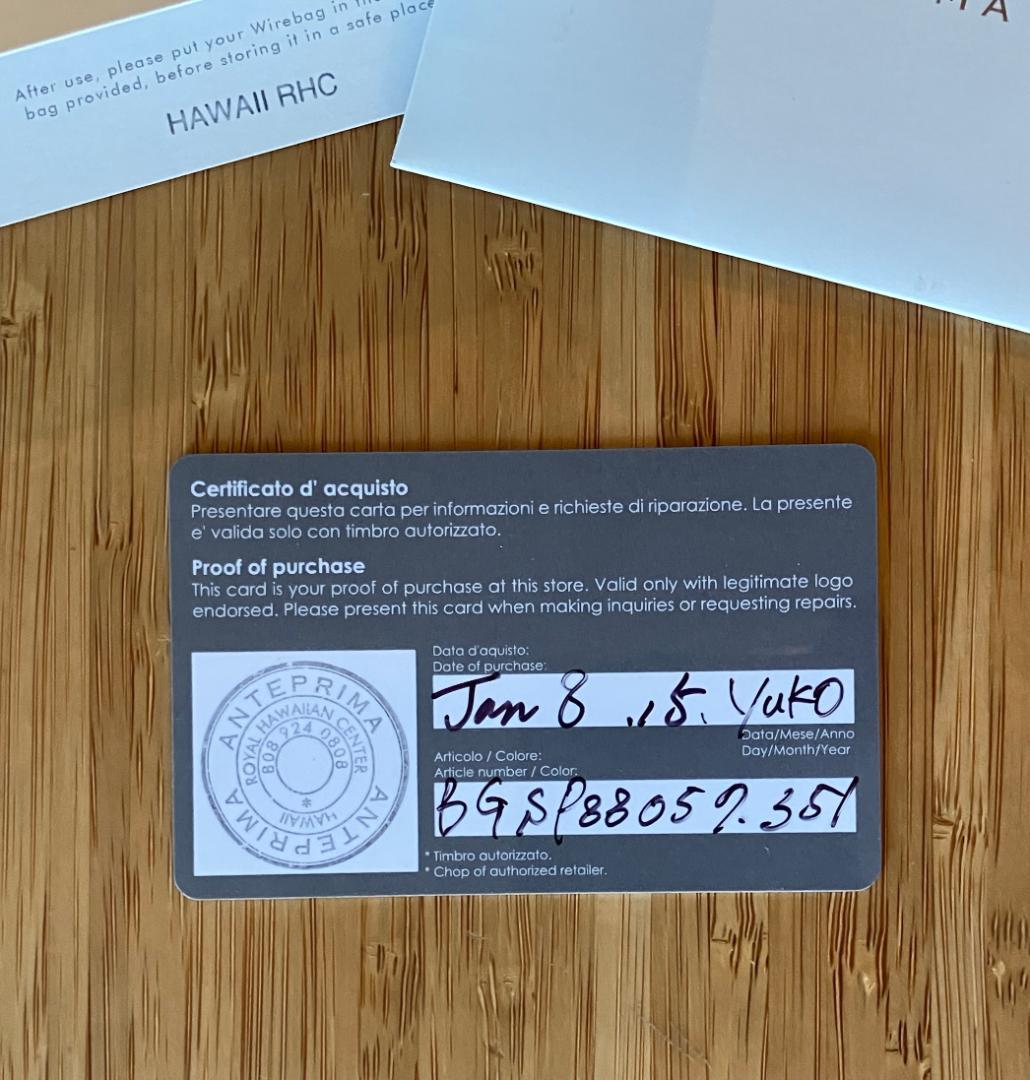 After use, please put your Wirebag in
bag provided, before storing it in a safe place
HAWAII RHC
Certificato d' acquisto
Presentare questa carta per informazioni e richieste di riparazione. La presente
e' valida solo con timbro autorizzato.
Proof of purchase
This card is your proof of purchase at this store. Valid only with legitimate logo
endorsed. Please present this card when making inquiries or requesting repairs.
Data d'aquisto:
Date of purchase:
Jan 8 .15. Yuko
Data/Mese/Anno
Day/Month/Year
Articolo / Colore:
Article number / Color:
BGSP88059.351
* Timbro autorizzato.
* Chop of authorized retailer.
ANTEPRIMA
ROYAL HAWAIIAN CENTER
808 924 0808
*
HAWAII
ANTEPRIMA